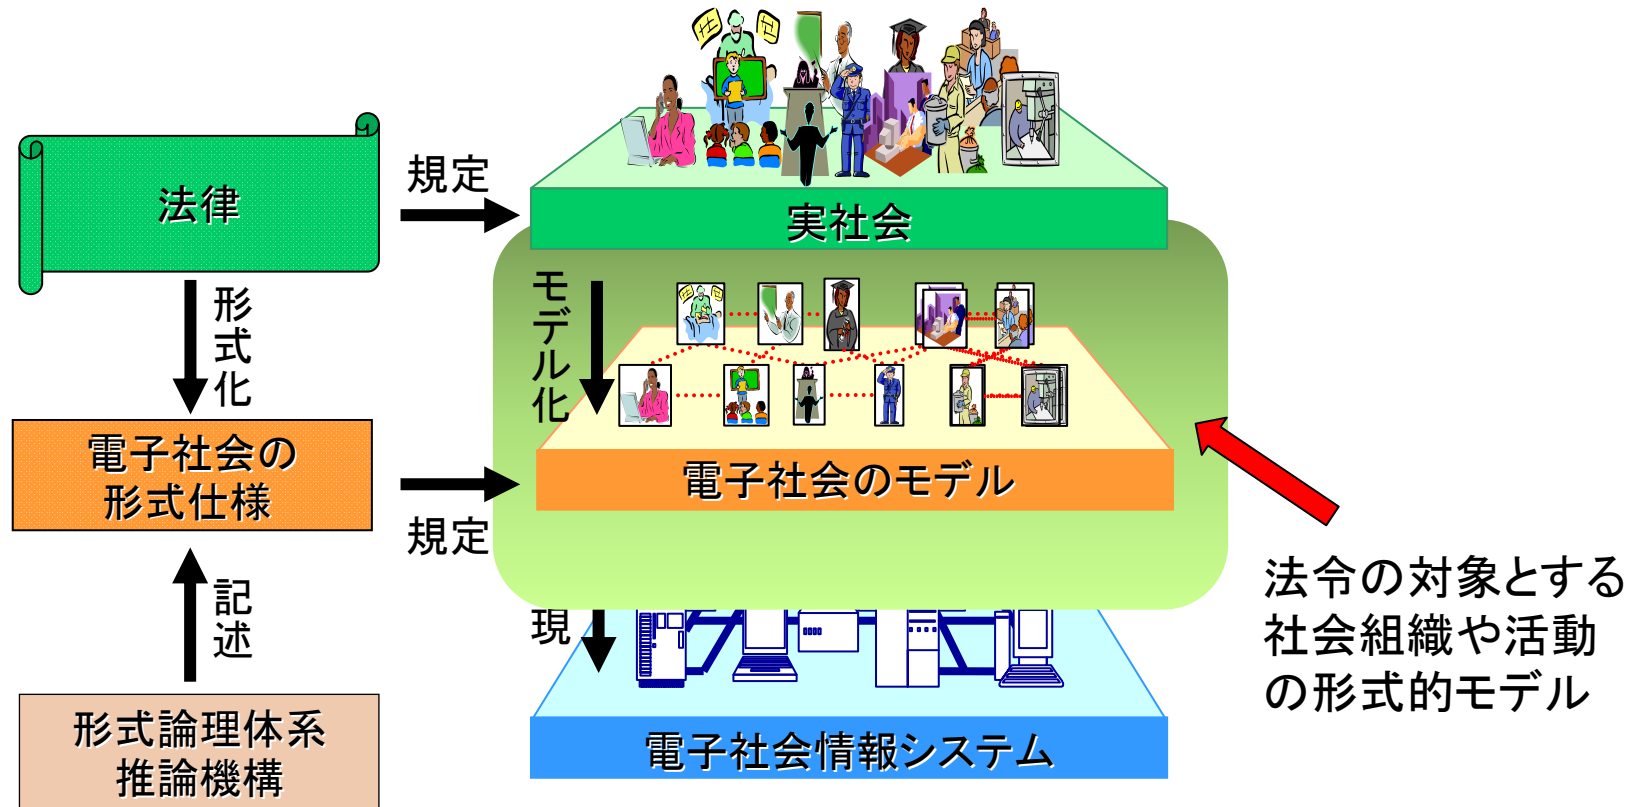 法律
規定
実社会
形式化
モデル化
電子社会の
形式仕様
規定
電子社会のモデル
記述
現
法令の対象とする
社会組織や活動
の形式的モデル
形式論理体系
推論機構
電子社会情報システム